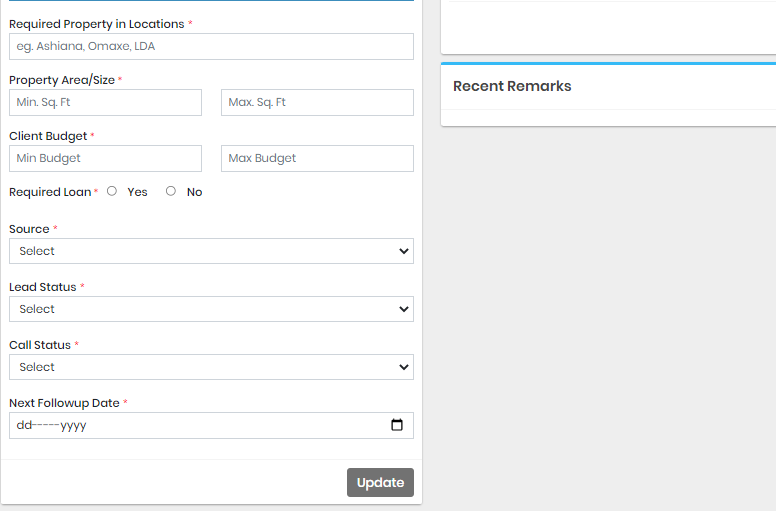 Required Property in Locations *
eg. Ashiana, Omaxe, LDA
Property Area/Size *
Min. Sq. Ft
Max. Sq. Ft
Client Budget *
Min Budget
Max Budget
Required Loan * Yes No
Source *
Select
Lead Status *
Select
Call Status *
Select
Next Followup Date *
dd-----yyyy
Update
Recent Remarks